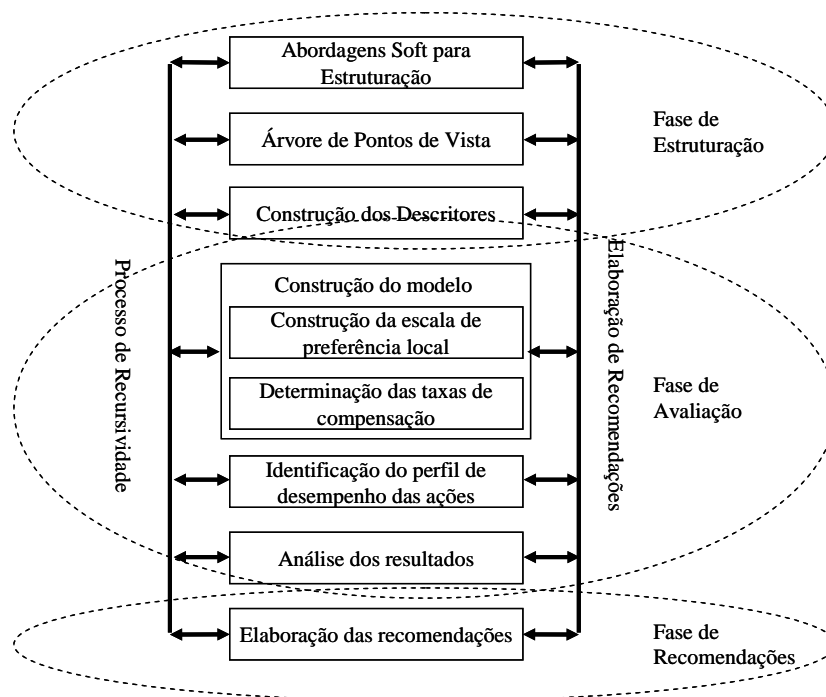 Abordagens Soft para
Estruturação
Fase de
Estruturação
Árvore de Pontos de Vista
Construção dos Descritores
Processo de Recursividade
Elaboração de Recomendações
Construção do modelo
Construção da escala de
preferência local
Determinação das taxas de
compensação
Fase de
Avaliação
Identificação do perfil de
desempenho das ações
Análise dos resultados
Elaboração das recomendações
Fase de
Recomendações